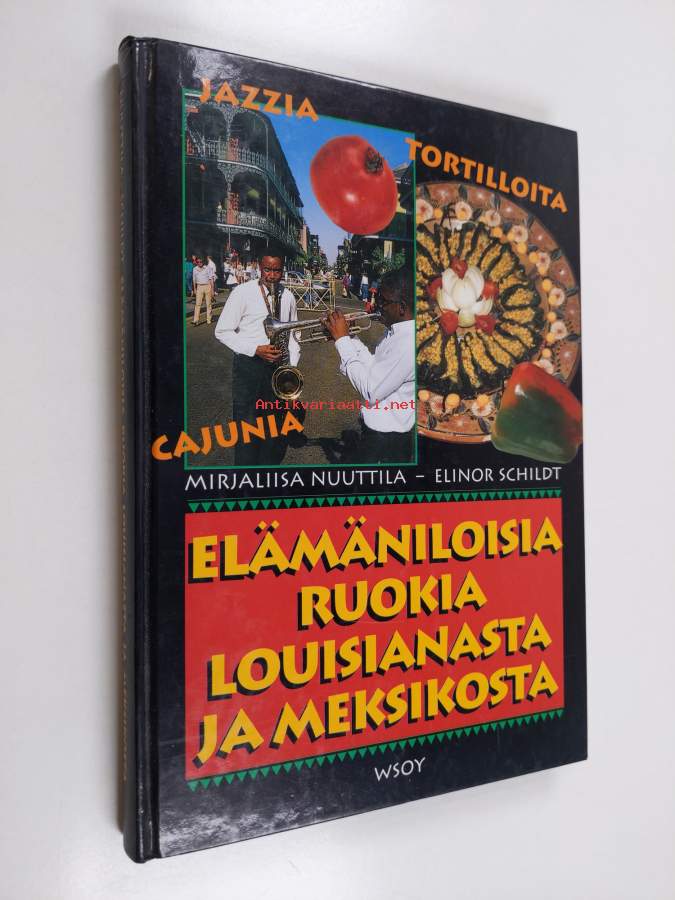 JAZZIA
TORTILLOITA
Antikvariaatti.net
CAJUNIA
MIRJALIISA NUUTTILA – ELINOR SCHILDT
ELÄMÄNILOISIA
RUOKIA
LOUISIANASTA
JA MEKSIKOSTA
WSOY